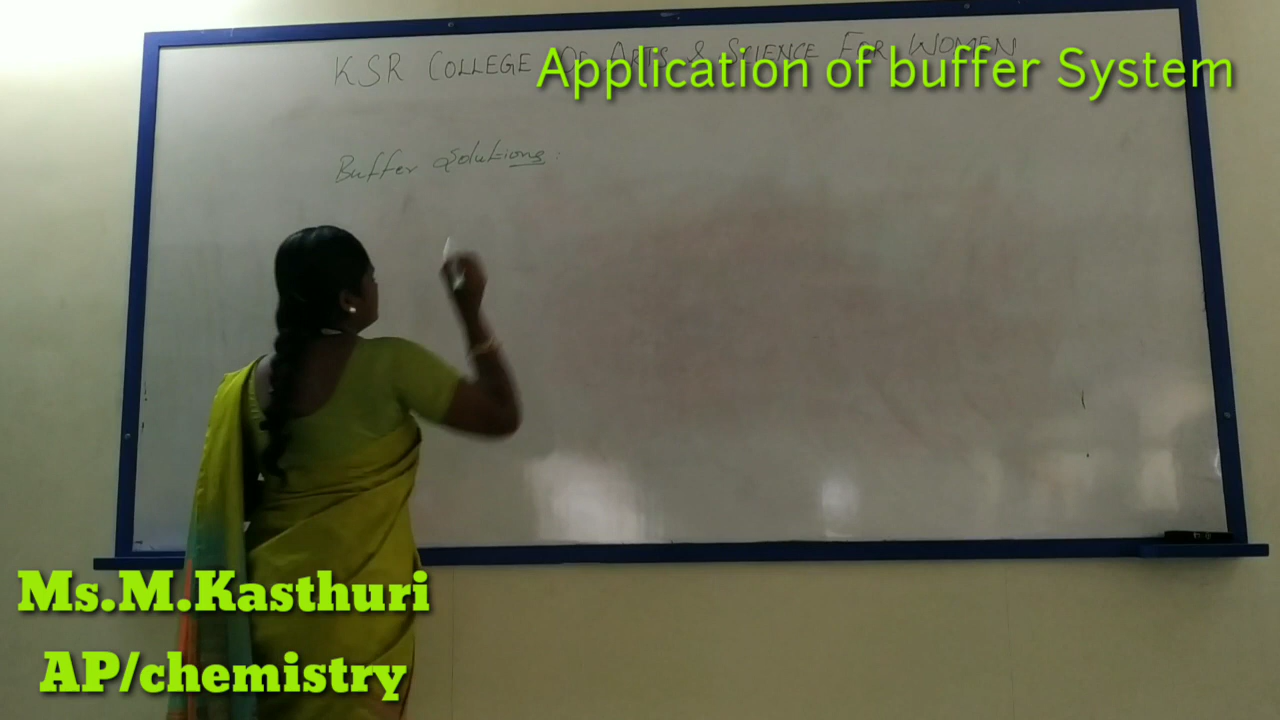 KSR COLLEGE OF ARTS & SCIENCE FOR WOMEN
Application of buffer System
Buffer Solutions:
Ms.M.Kasthuri
AP/chemistry